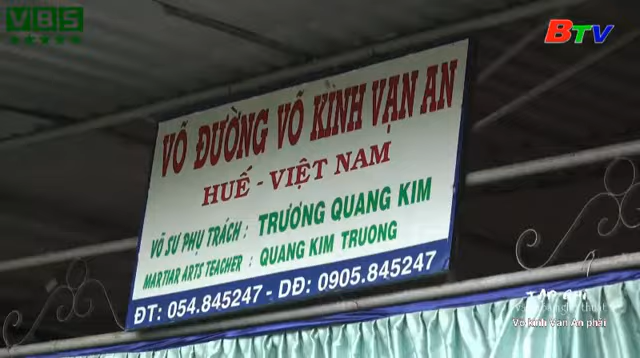 VBS
BTV
VÕ ĐƯỜNG VÕ KINH VẠN AN
HUẾ - VIỆT NAM
VÕ SƯ PHỤ TRÁCH : TRƯƠNG QUANG KIM
MARTIAR ARTS TEACHER : QUANG KIM TRUONG
ĐT: 054.845247 - DĐ: 0905.845247
Võ kinh Vạn An phái